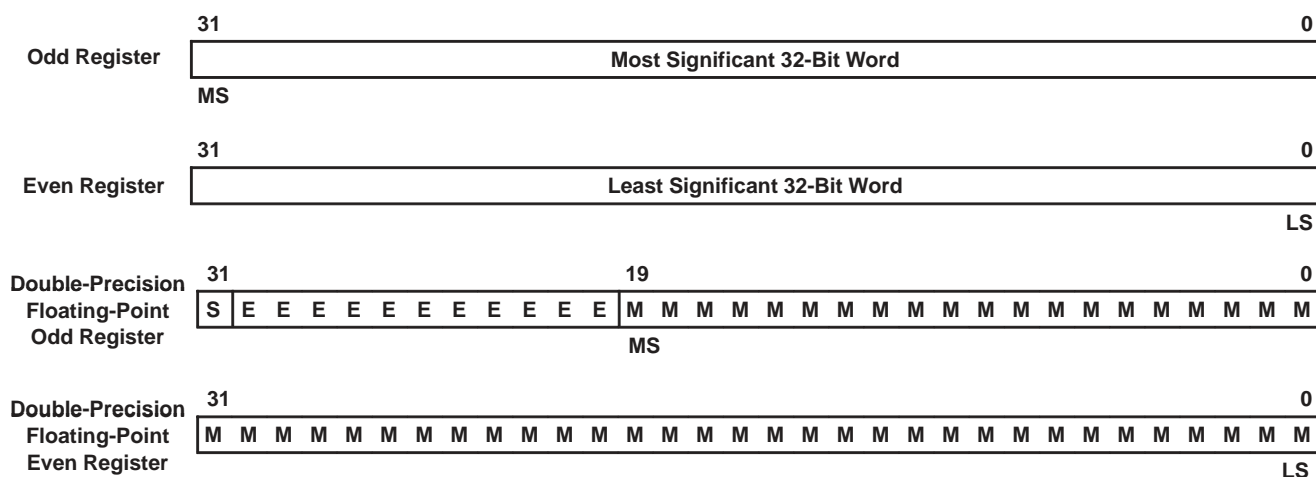 31 0
Odd Register Most Significant 32-Bit Word
MS
31 0
Even Register Least Significant 32-Bit Word
LS
31 19 0
Double-Precision
Floating-Point S E E E E E E E E E E E M M M M M M M M M M M M M M M M M M M M
Odd Register
MS
31 0
Double-Precision
Floating-Point M M M M M M M M M M M M M M M M M M M M M M M M M M M M M M M M
Even Register
LS